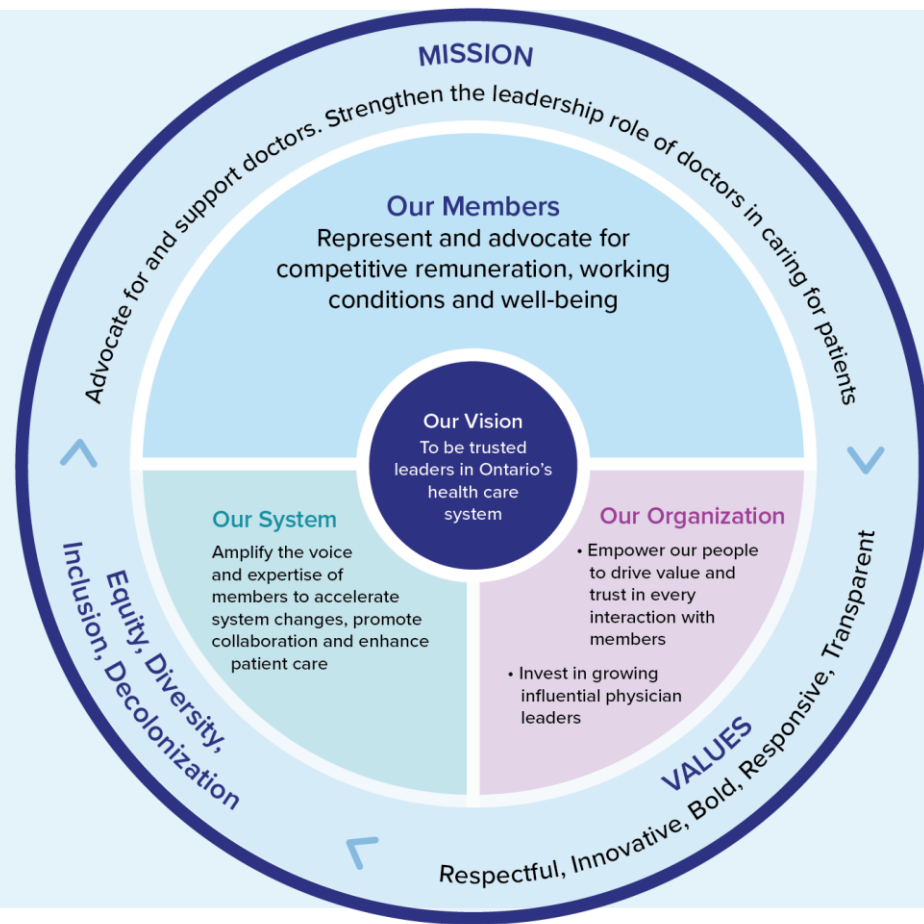 MISSION
Advocate for and support doctors. Strengthen the leadership role of doctors in caring for patients
Our Members
Represent and advocate for
competitive remuneration, working
conditions and well-being
Our Vision
To be trusted
leaders in Ontario's
health care
system
Our System
Amplify the voice
and expertise of
members to accelerate
system changes, promote
collaboration and enhance
patient care
Our Organization
• Empower our people
to drive value and
trust in every
interaction with
members
• Invest in growing
influential physician
leaders
VALUES
Respectful, Innovative, Bold, Responsive, Transparent
Equity, Diversity,
Inclusion, Decolonization